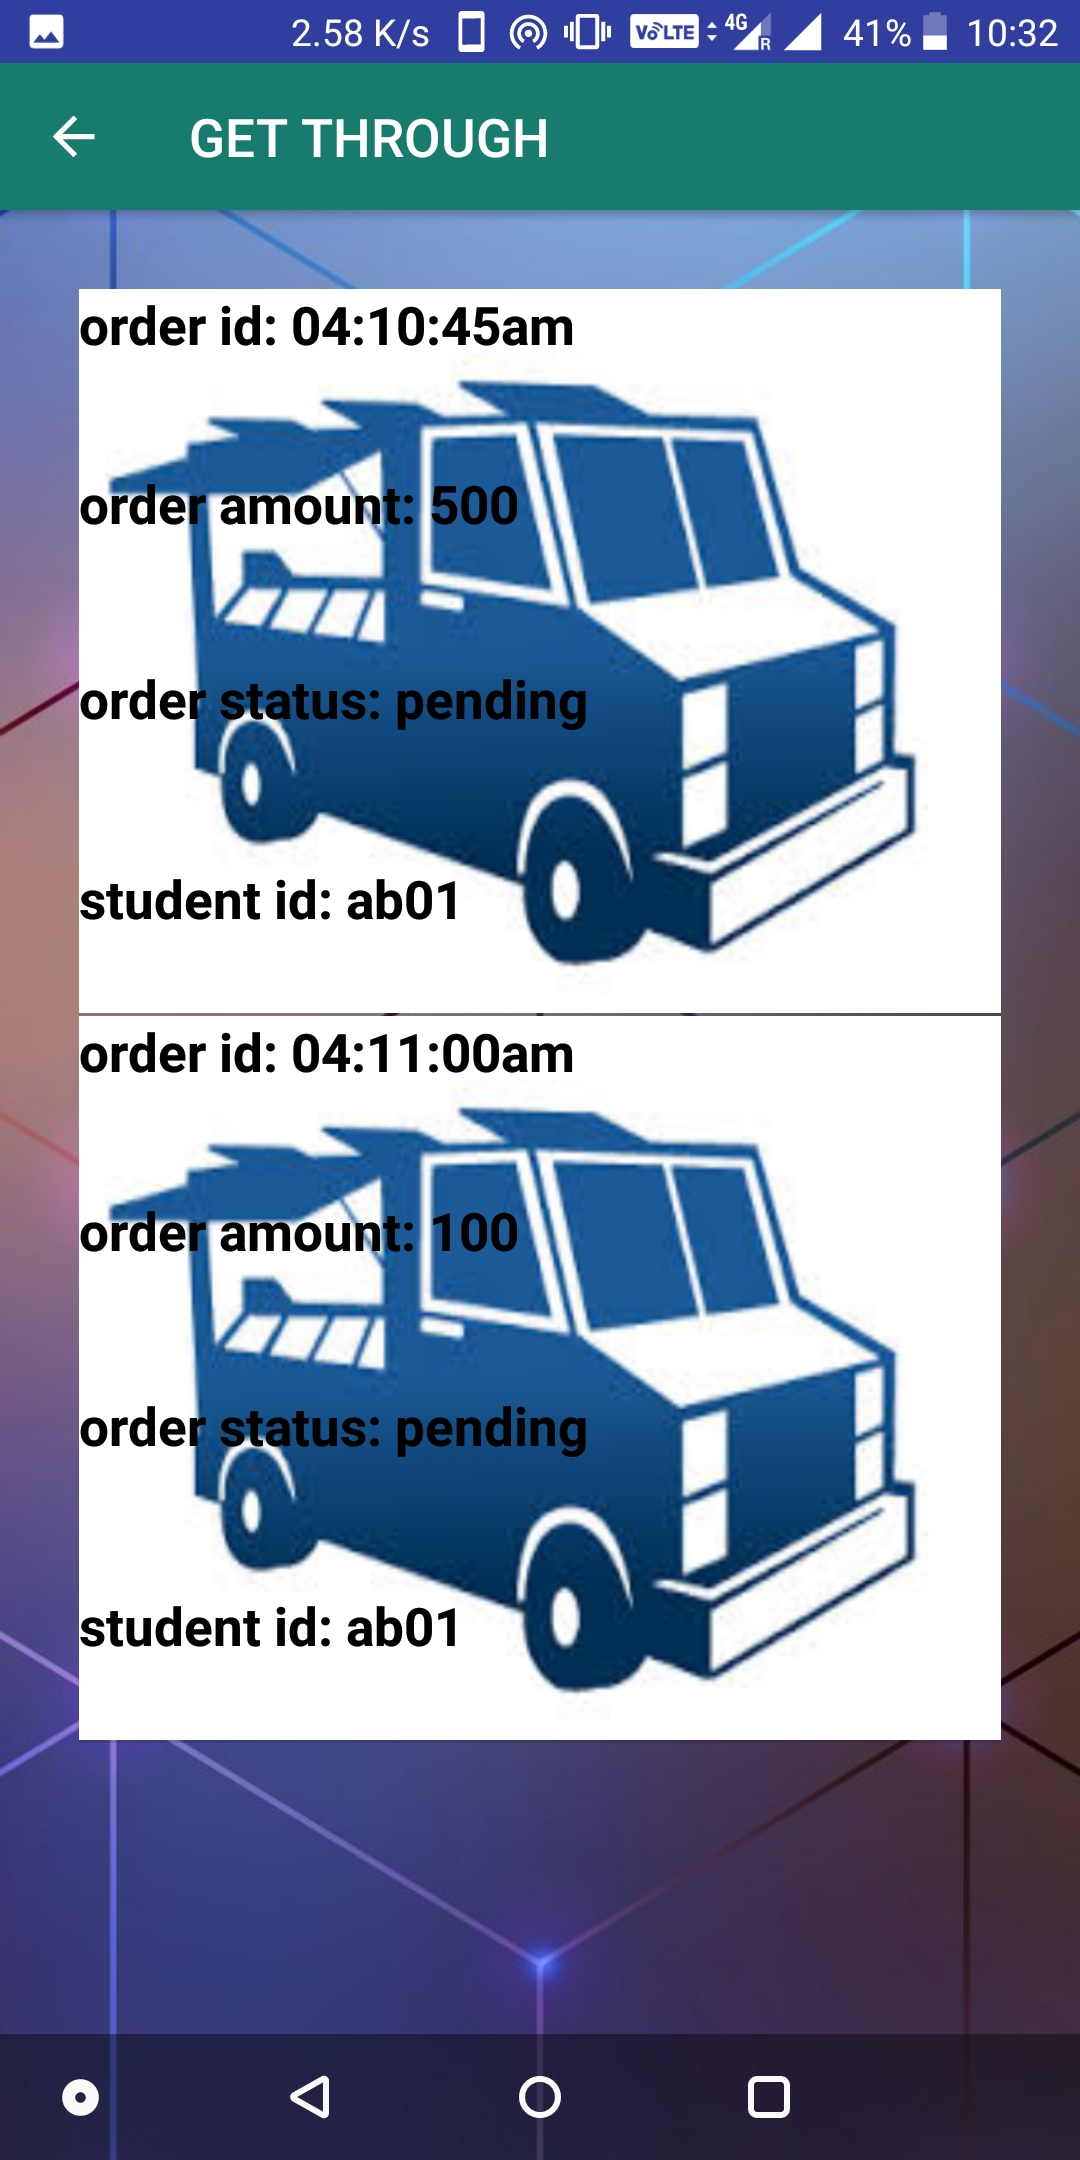 2.58 K/s VoLTE 4G R 41% 10:32
GET THROUGH
order id: 04:10:45am
order amount: 500
order status: pending
student id: ab01
order id: 04:11:00am
order amount: 100
order status: pending
student id: ab01